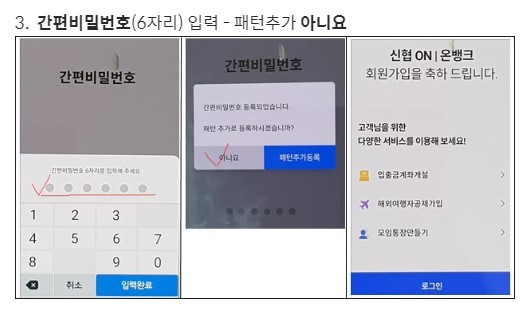 3. 간편비밀번호(6자리) 입력 - 패턴추가 아니요
간편비밀번호
간편비밀번호 6자리를 입력해 주세요.
1 2 3
4 5 6 7
8 9 0
취소 입력완료
간편비밀번호
간편비밀번호 등록되었습니다.
패턴 추가로 등록하시겠습니까?
아니요 패턴추가등록
신협 ON | 온뱅크
회원가입을 축하 드립니다.
고객님을 위한
다양한 서비스를 이용해 보세요!
입출금계좌개설
해외여행자공제가입
모임통장만들기
로그인